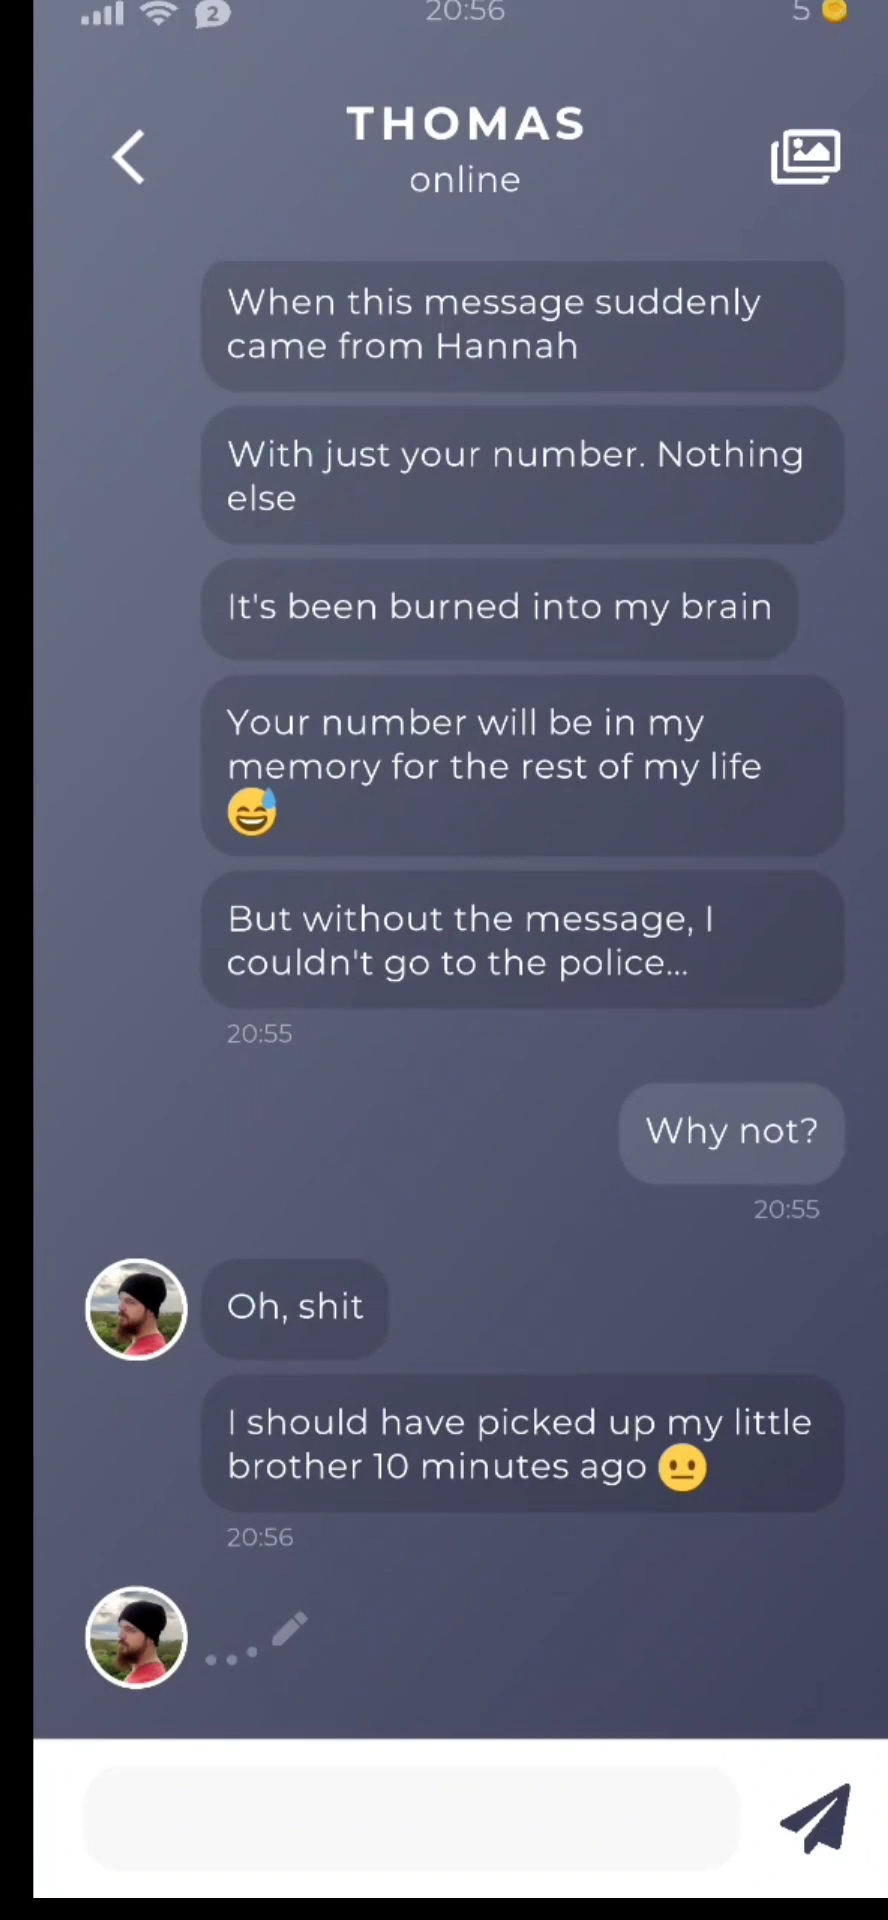 2
20:56
5
THOMAS
online
When this message suddenly
came from Hannah
With just your number. Nothing
else
It's been burned into my brain
Your number will be in my
memory for the rest of my life
😅
But without the message, I
couldn't go to the police...
20:55
Why not?
20:55
Oh, shit
I should have picked up my little
brother 10 minutes ago 😐
20:56